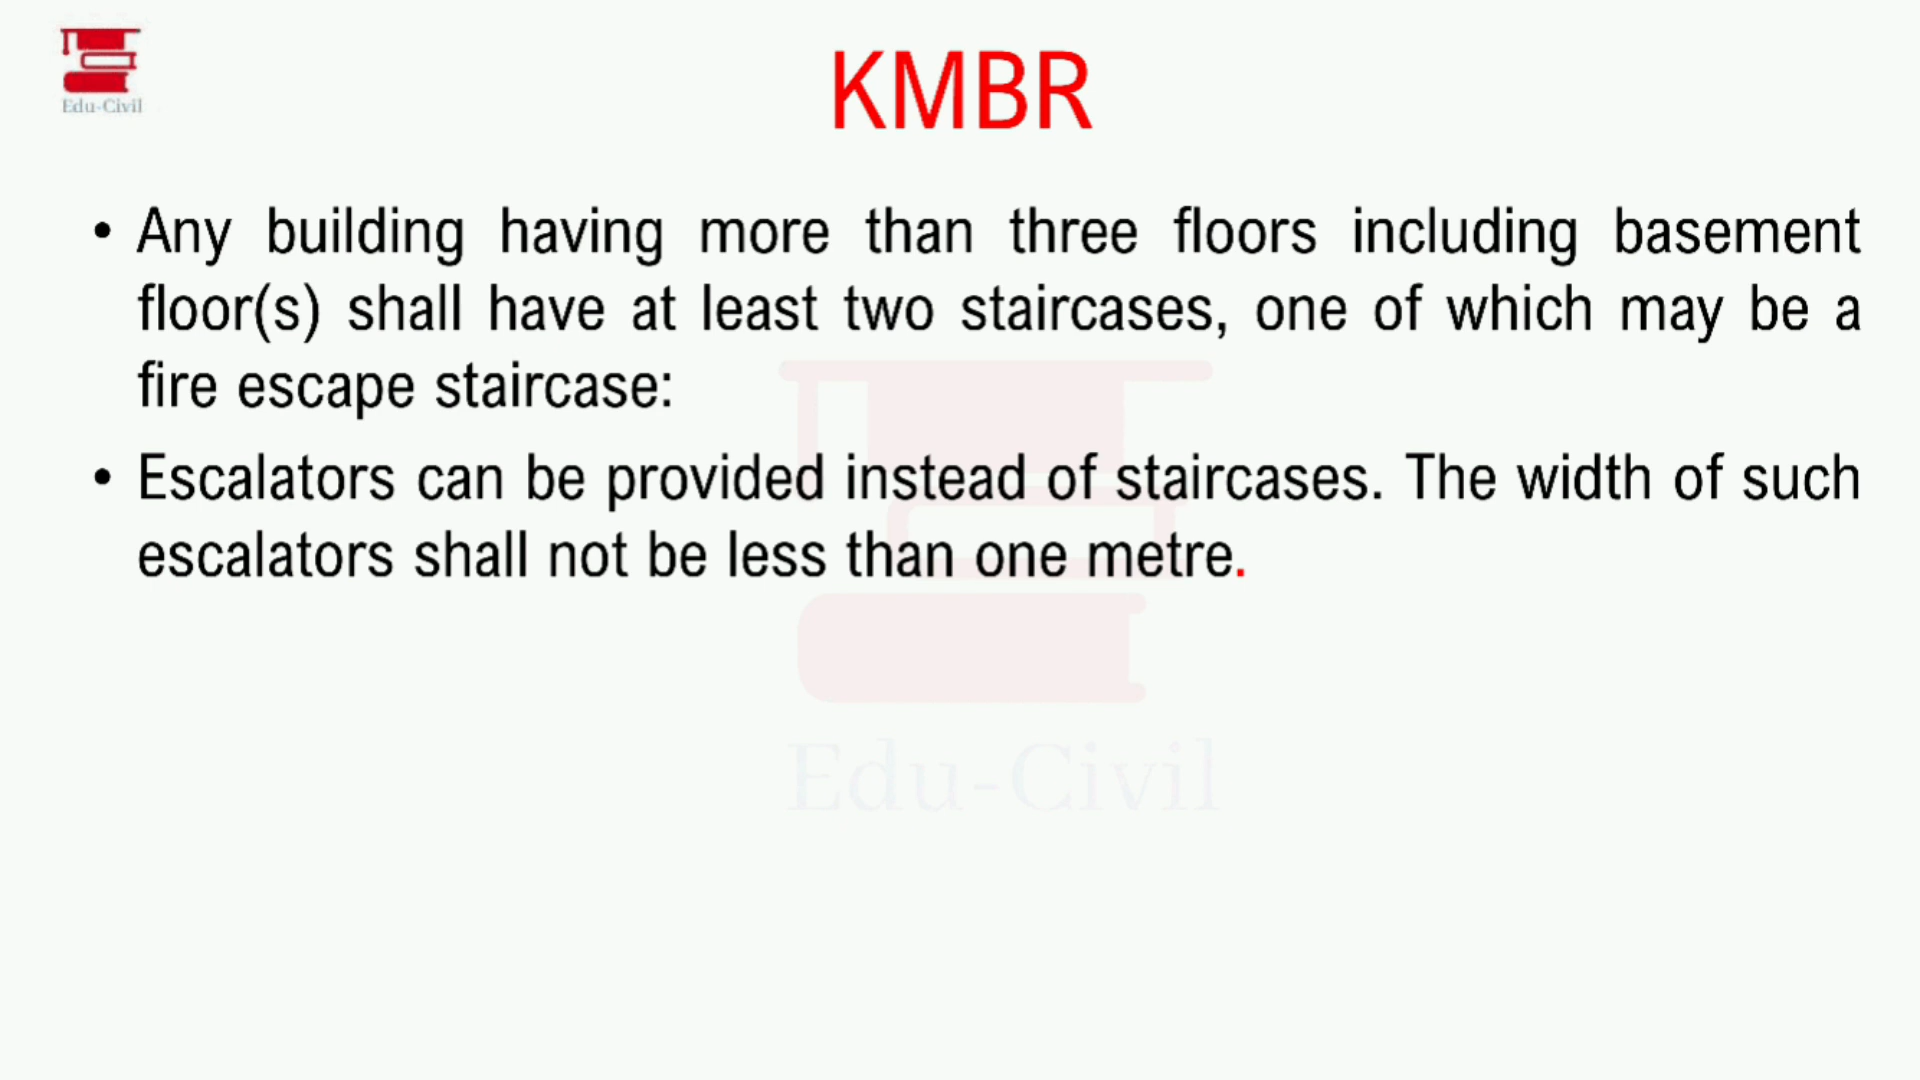 Edu-Civil
KMBR
• Any building having more than three floors including basement
floor(s) shall have at least two staircases, one of which may be a
fire escape staircase:
• Escalators can be provided instead of staircases. The width of such
escalators shall not be less than one metre.
Edu-Civil